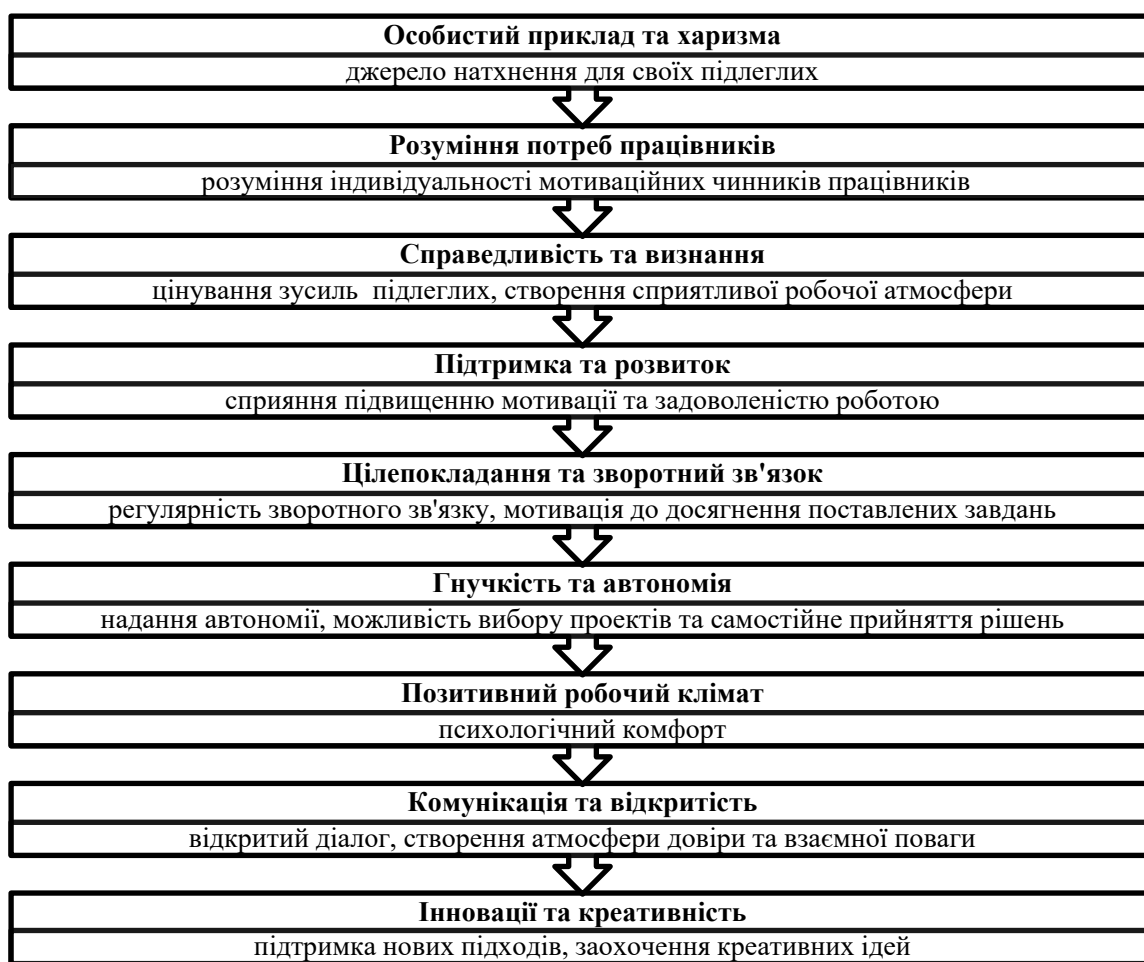 Особистий приклад та харизма
джерело натхнення для своїх підлеглих
Розуміння потреб працівників
розуміння індивідуальності мотиваційних чинників працівників
Справедливість та визнання
цінування зусиль підлеглих, створення сприятливої робочої атмосфери
Підтримка та розвиток
сприяння підвищенню мотивації та задоволеністю роботою
Цілепокладання та зворотний зв'язок
регулярність зворотного зв'язку, мотивація до досягнення поставлених завдань
Гнучкість та автономія
надання автономії, можливість вибору проектів та самостійне прийняття рішень
Позитивний робочий клімат
психологічний комфорт
Комунікація та відкритість
відкритий діалог, створення атмосфери довіри та взаємної поваги
Інновації та креативність
підтримка нових підходів, заохочення креативних ідей